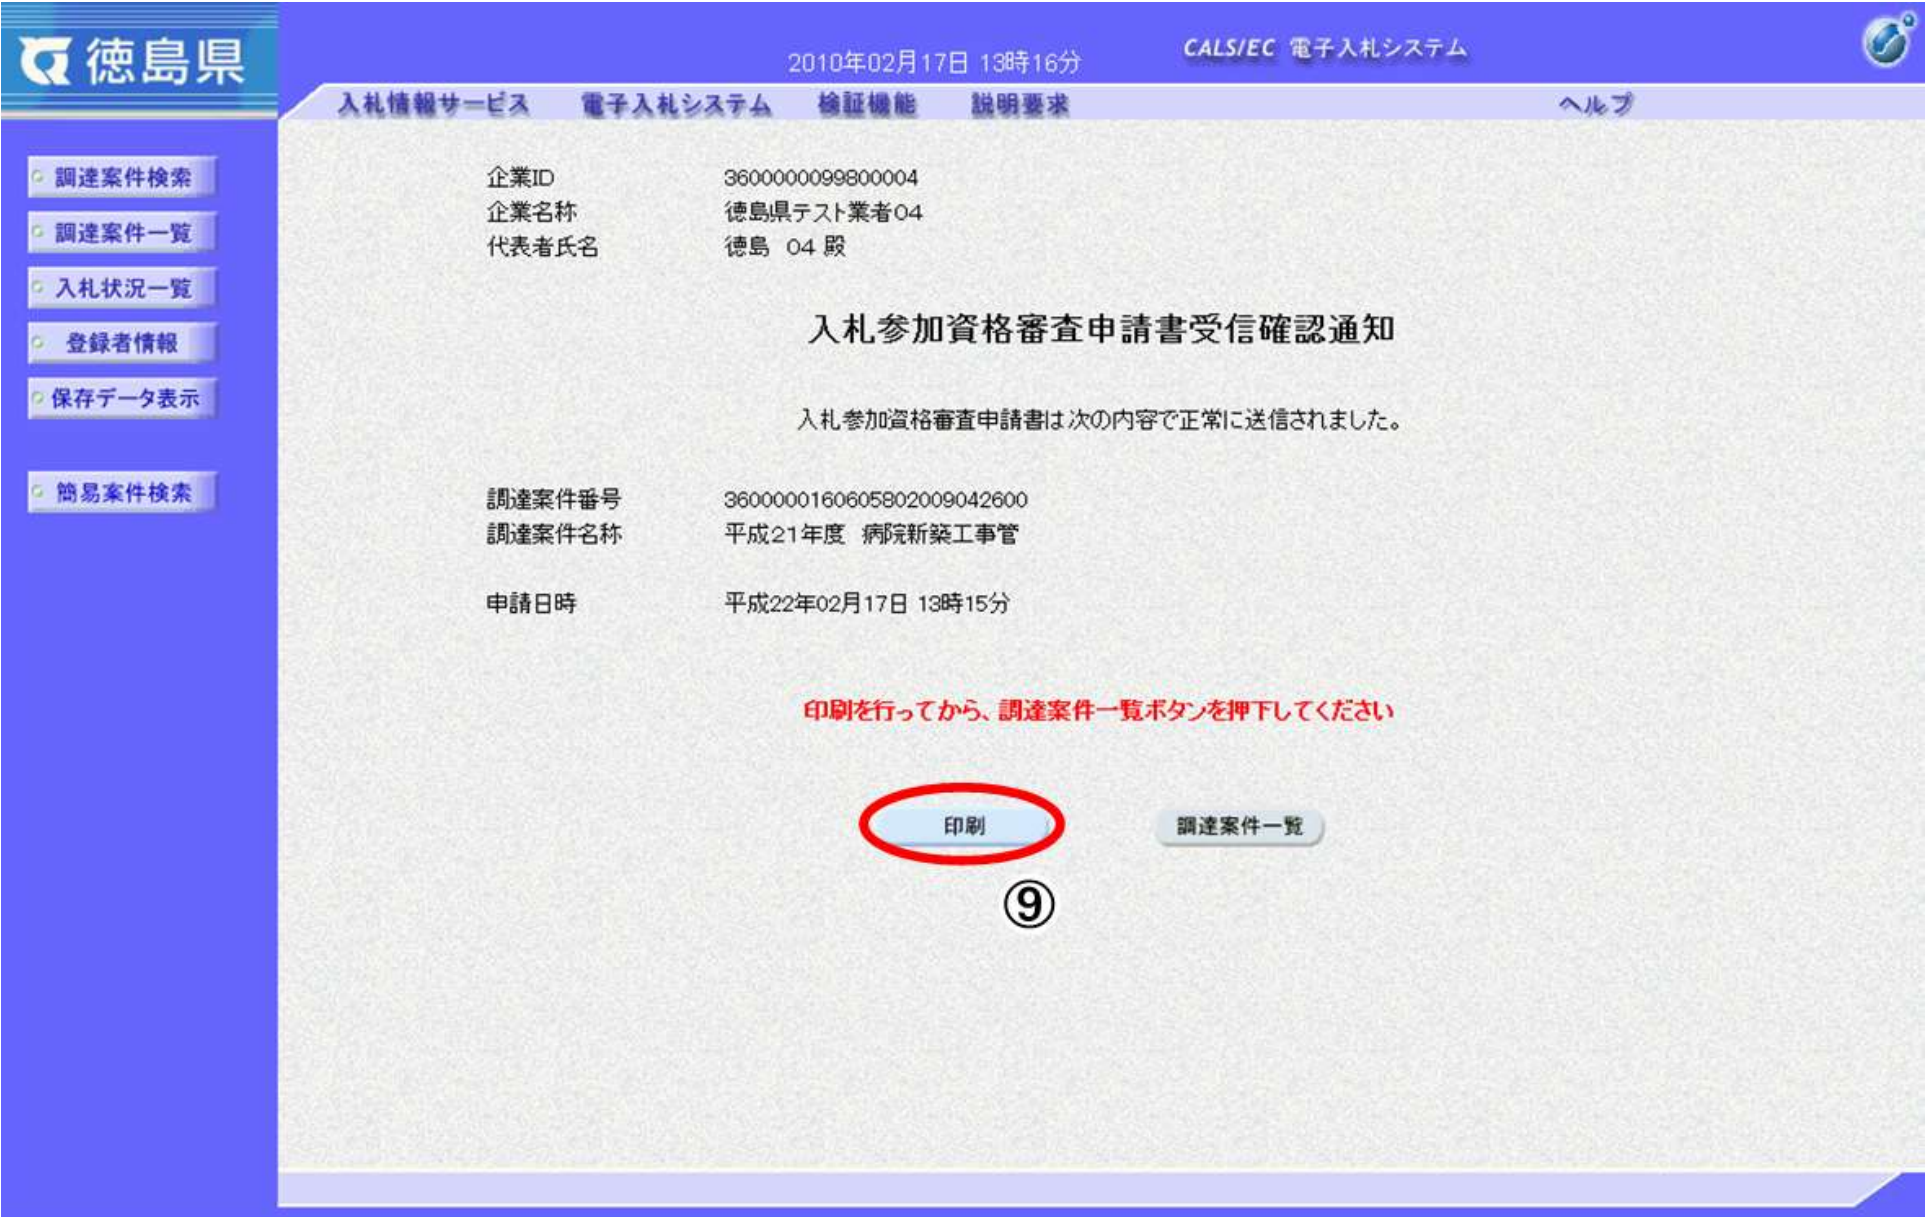 徳島県
2010年02月17日 13時16分
CALS/EC 電子入札システム
入札情報サービス 電子入札システム 検証機能 説明要求 ヘルプ
調達案件検索
調達案件一覧
入札状況一覧
登録者情報
保存データ表示
簡易案件検索
企業ID 3600000099800004
企業名称 徳島県テスト業者04
代表者氏名 徳島 04 殿
入札参加資格審査申請書受信確認通知
入札参加資格審査申請書は次の内容で正常に送信されました。
調達案件番号 3600000160605802009042600
調達案件名称 平成21年度 病院新築工事管
申請日時 平成22年02月17日 13時15分
印刷を行ってから、調達案件一覧ボタンを押下してください
印刷 調達案件一覧
⑨